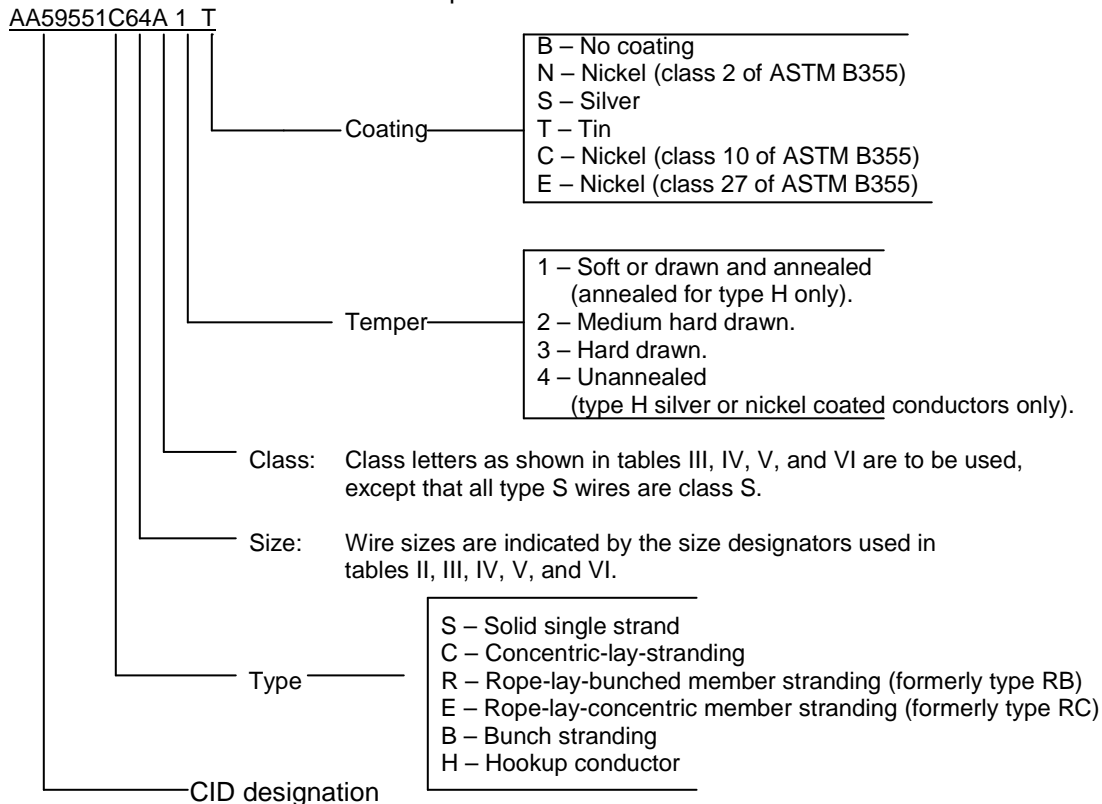 AA59551C64A 1 T
B – No coating
N – Nickel (class 2 of ASTM B355)
S – Silver
Coating
T – Tin
C – Nickel (class 10 of ASTM B355)
E – Nickel (class 27 of ASTM B355)
1 – Soft or drawn and annealed
(annealed for type H only).
Temper
2 – Medium hard drawn.
3 – Hard drawn.
4 – Unannealed
(type H silver or nickel coated conductors only).
Class: Class letters as shown in tables III, IV, V, and VI are to be used,
except that all type S wires are class S.
Size: Wire sizes are indicated by the size designators used in
tables II, III, IV, V, and VI.
S – Solid single strand
C – Concentric-lay-stranding
Type
R – Rope-lay-bunched member stranding (formerly type RB)
E – Rope-lay-concentric member stranding (formerly type RC)
B – Bunch stranding
H – Hookup conductor
CID designation